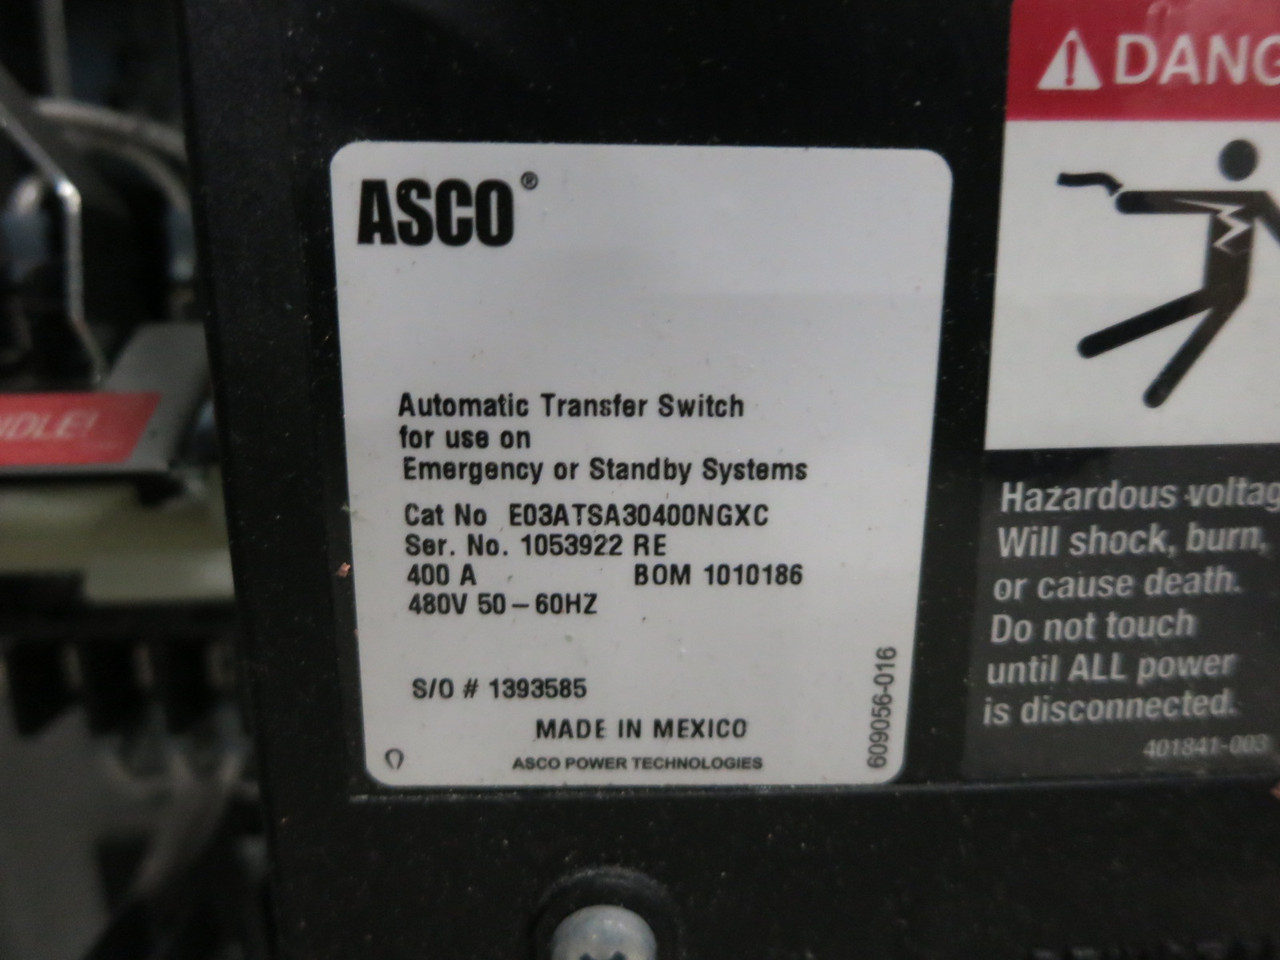 ASCO®
Automatic Transfer Switch
for use on
Emergency or Standby Systems
Cat No E03ATSA30400NGXC
Ser. No. 1053922 RE
400 A BOM 1010186
480V 50-60HZ
S/O # 1393585
MADE IN MEXICO
ASCO POWER TECHNOLOGIES
609056-016
DANG
Hazardous voltag
Will shock, burn,
or cause death.
Do not touch
until ALL power
is disconnected.
401841-003
NDLE!